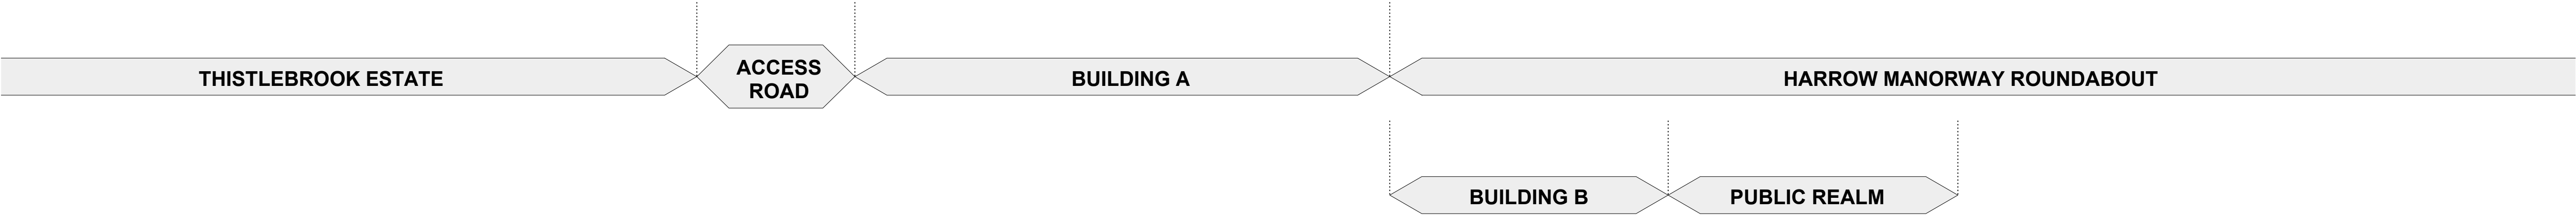 THISTLEBROOK ESTATE
ACCESS
ROAD
BUILDING A
HARROW MANORWAY ROUNDABOUT
BUILDING B
PUBLIC REALM